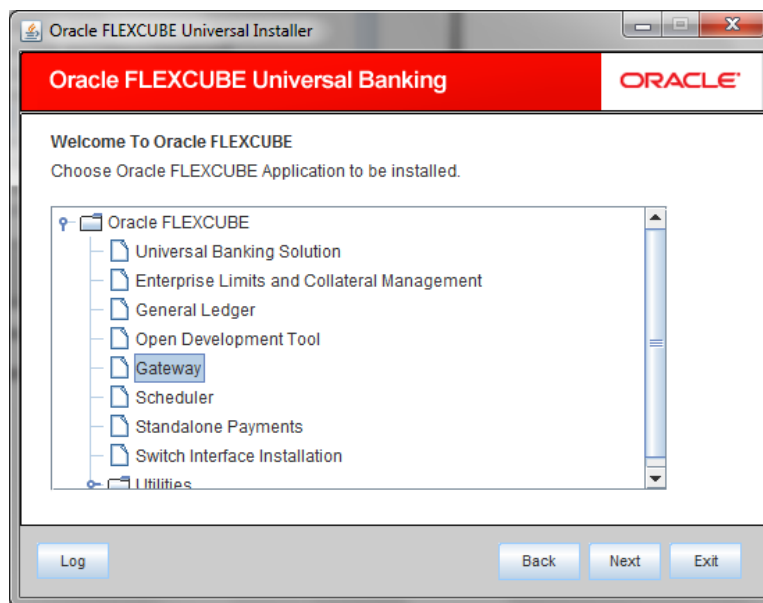 Oracle FLEXCUBE Universal Installer
Oracle FLEXCUBE Universal Banking
ORACLE
Welcome To Oracle FLEXCUBE
Choose Oracle FLEXCUBE Application to be installed.
Oracle FLEXCUBE
Universal Banking Solution
Enterprise Limits and Collateral Management
General Ledger
Open Development Tool
Gateway
Scheduler
Standalone Payments
Switch Interface Installation
Utilities
Log
Back
Next
Exit